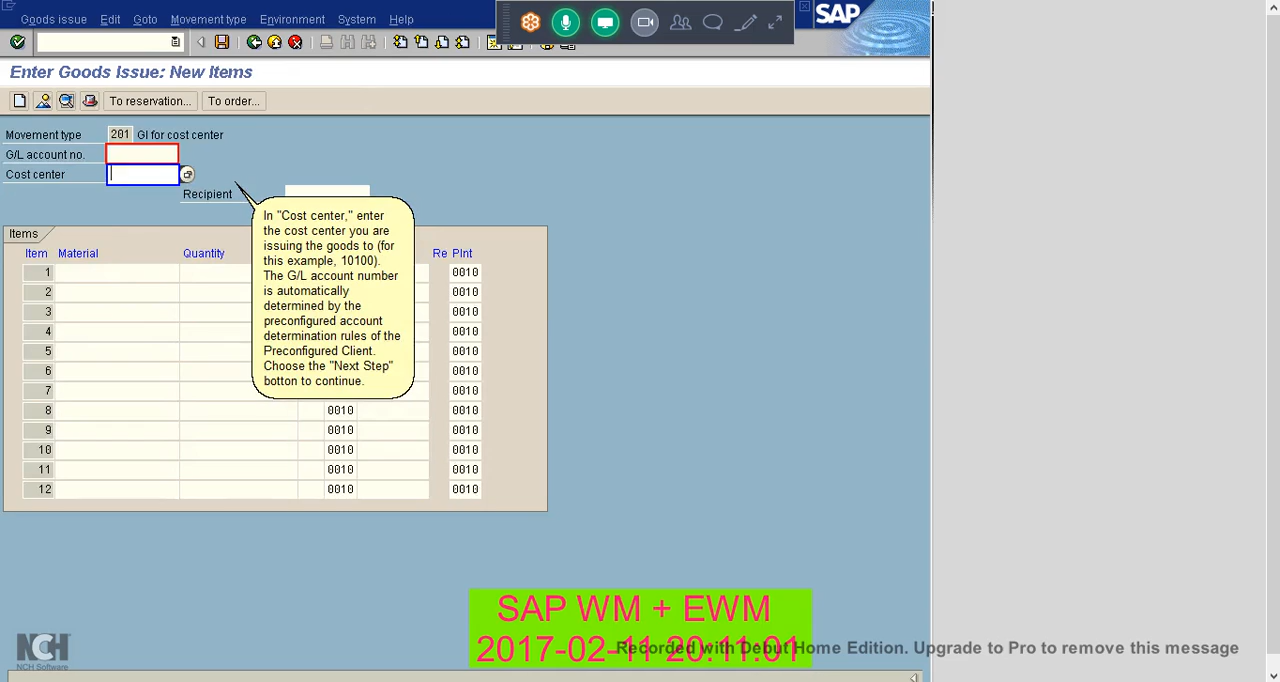 Goods issue Edit Goto Movement type Environment System Help
SAP
Enter Goods Issue: New Items
To reservation... To order...
Movement type 201 GI for cost center
G/L account no.
Cost center
Recipient
In "Cost center," enter
the cost center you are
issuing the goods to (for
this example, 10100).
The G/L account number
is automatically
determined by the
preconfigured account
determination rules of the
Preconfigured Client.
Choose the "Next Step"
botton to continue.
Items
Item Material Quantity Re Plnt
1 0010
2 0010
3 0010
4 0010
5 0010
6 0010
7 0010
8 0010 0010
9 0010 0010
10 0010 0010
11 0010 0010
12 0010 0010
SAP WM + EWM
2017-02-11 20:11:01
Recorded with Debut Home Edition. Upgrade to Pro to remove this message
NCH
NCH Software